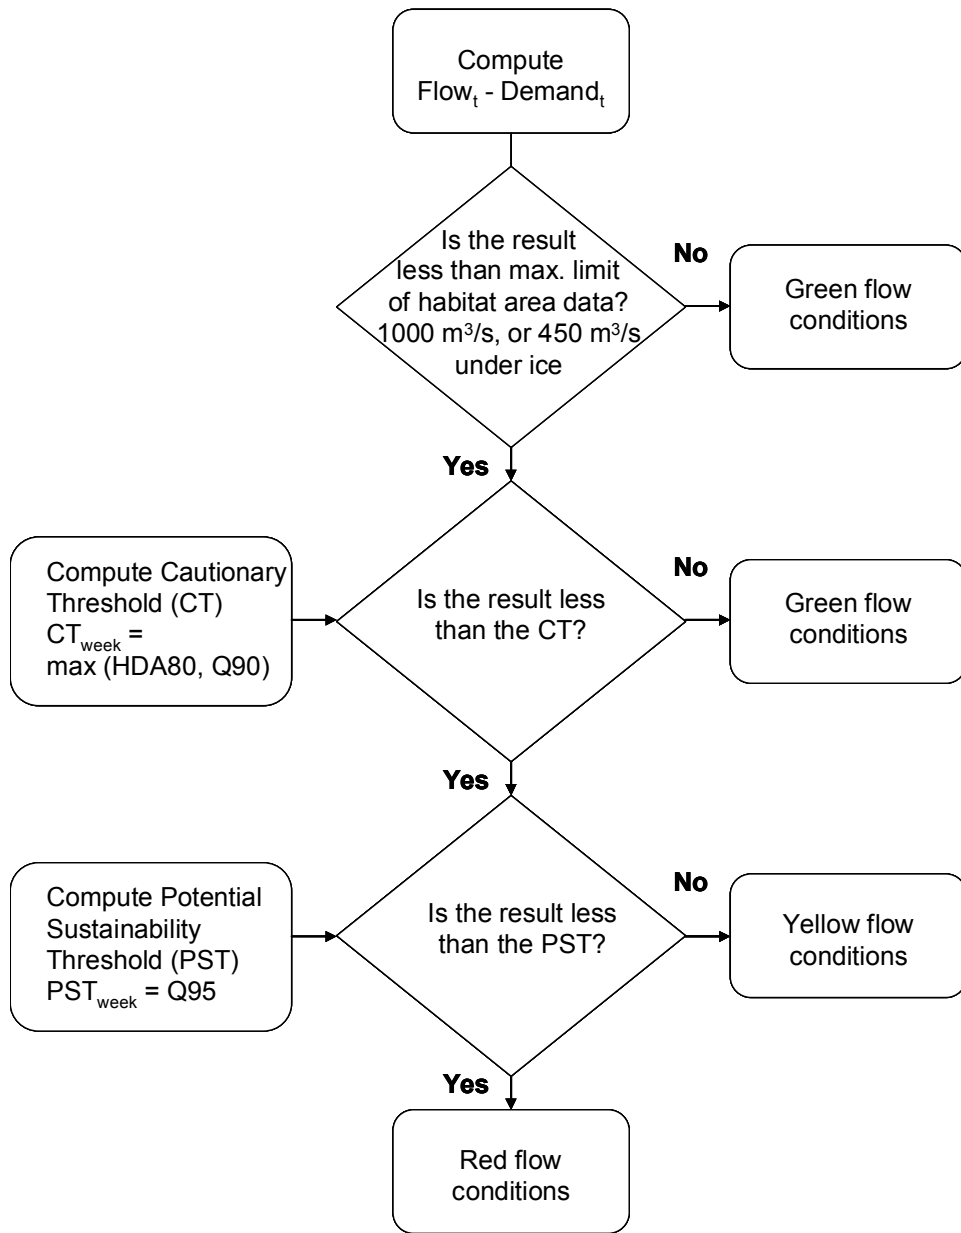 Compute
Flowₜ - Demandₜ
Is the result
less than max. limit
of habitat area data?
1000 m³/s, or 450 m³/s
under ice
No
Green flow
conditions
Yes
Compute Cautionary
Threshold (CT)
CT_week =
max (HDA80, Q90)
Is the result less
than the CT?
No
Green flow
conditions
Yes
Compute Potential
Sustainability
Threshold (PST)
PST_week = Q95
Is the result less
than the PST?
No
Yellow flow
conditions
Yes
Red flow
conditions